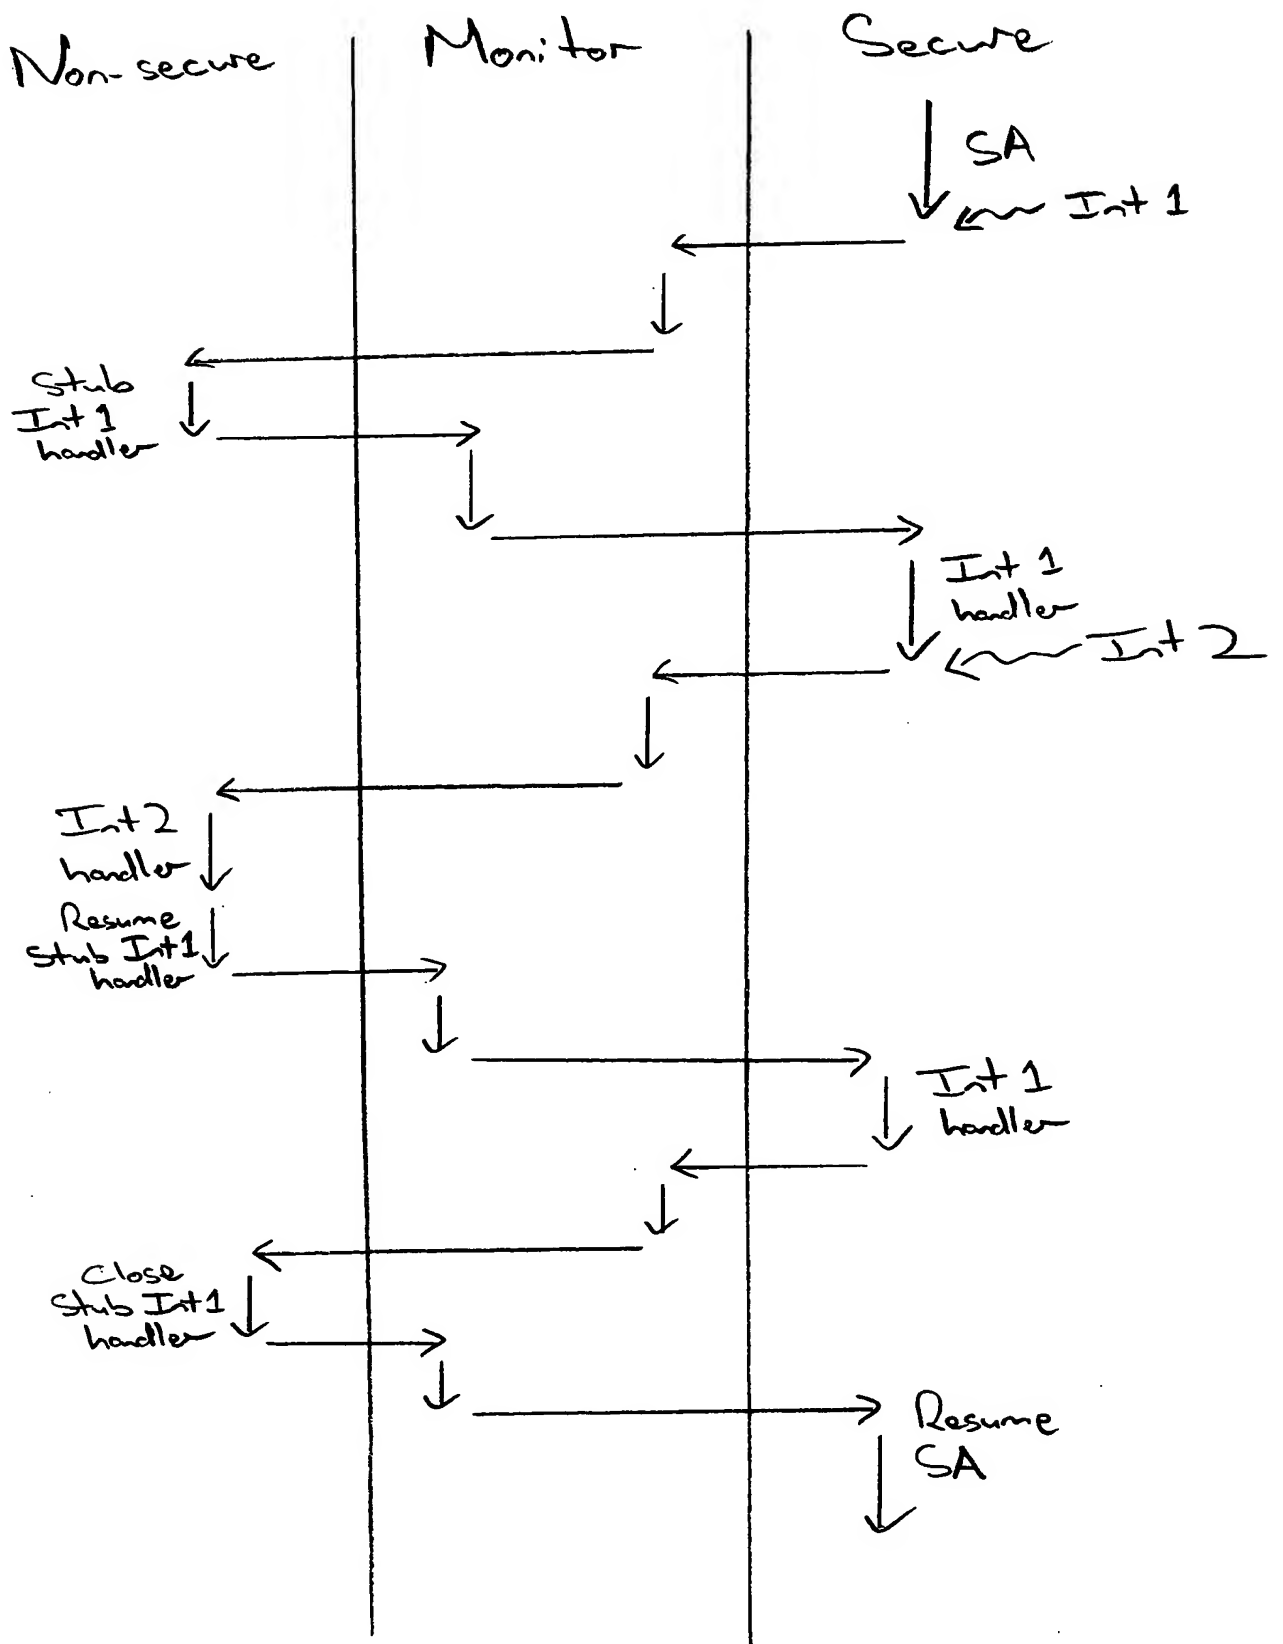 Non-secure
Monitor
Secure
SA
Int 1
Stub
Int 1
handler
Int 1
handler
Int 2
Int 2
handler
Resume
Stub Int 1
handler
Int 1
handler
Close
Stub Int 1
handler
Resume
SA